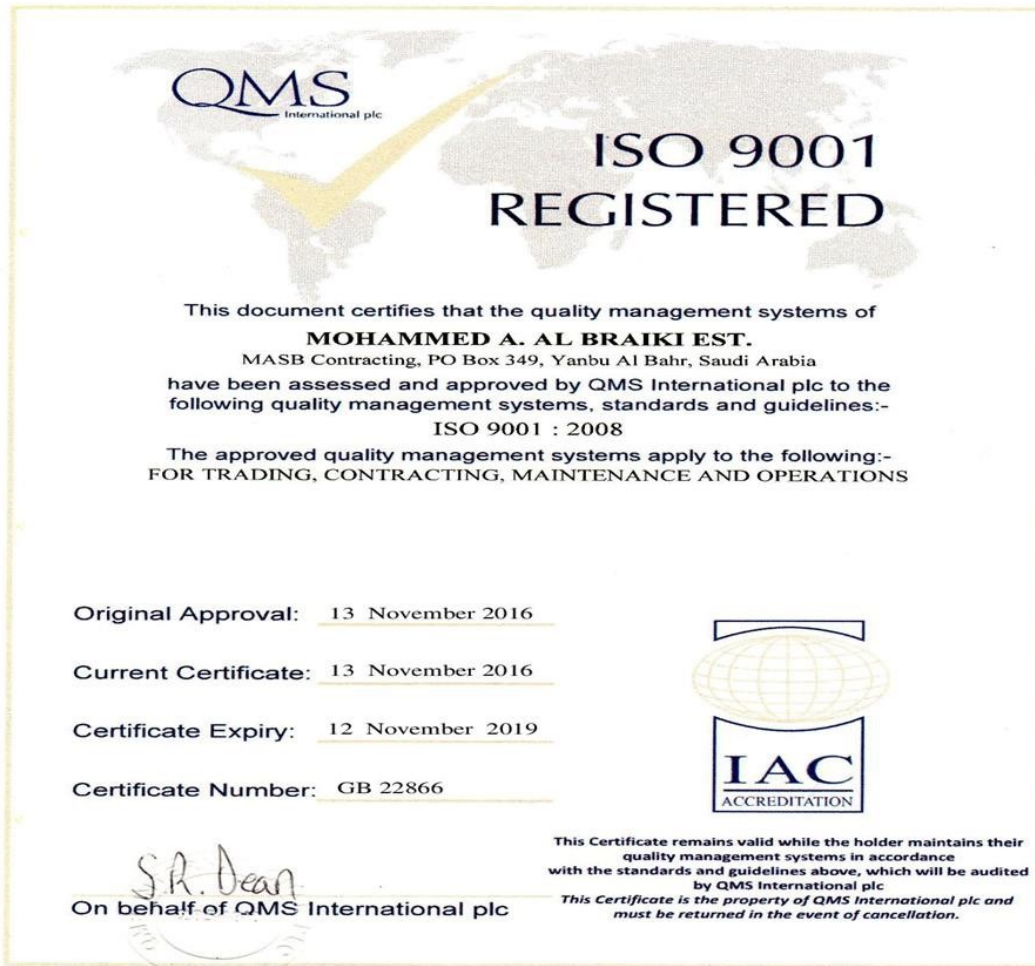 QMS
International plc
ISO 9001
REGISTERED
This document certifies that the quality management systems of
MOHAMMED A. AL BRAIKI EST.
MASB Contracting, PO Box 349, Yanbu Al Bahr, Saudi Arabia
have been assessed and approved by QMS International plc to the
following quality management systems, standards and guidelines:-
ISO 9001 : 2008
The approved quality management systems apply to the following:-
FOR TRADING, CONTRACTING, MAINTENANCE AND OPERATIONS
Original Approval: 13 November 2016
Current Certificate: 13 November 2016
Certificate Expiry: 12 November 2019
Certificate Number: GB 22866
IAC
ACCREDITATION
S.R. Dean
On behalf of QMS International plc
This Certificate remains valid while the holder maintains their
quality management systems in accordance
with the standards and guidelines above, which will be audited
by QMS International plc
This Certificate is the property of QMS International plc and
must be returned in the event of cancellation.